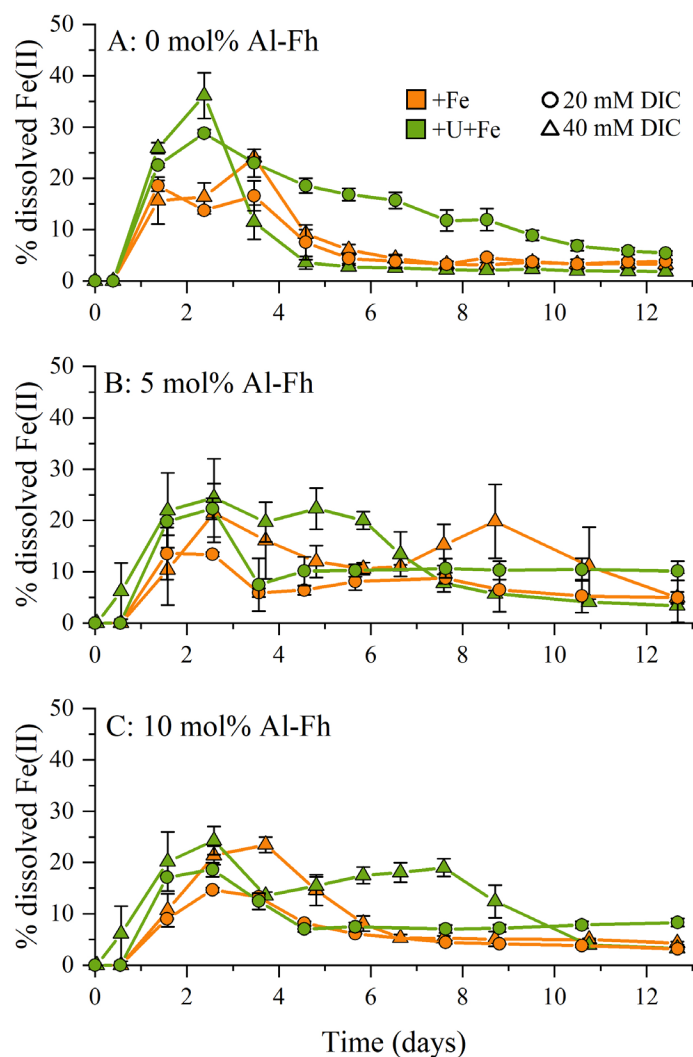 50
A: 0 mol% Al-Fh
40
+Fe
20 mM DIC
30
+U+Fe
40 mM DIC
20
10
0
% dissolved Fe(II)
0 2 4 6 8 10 12
50
B: 5 mol% Al-Fh
40
30
20
10
0
% dissolved Fe(II)
0 2 4 6 8 10 12
50
C: 10 mol% Al-Fh
40
30
20
10
0
% dissolved Fe(II)
0 2 4 6 8 10 12
Time (days)